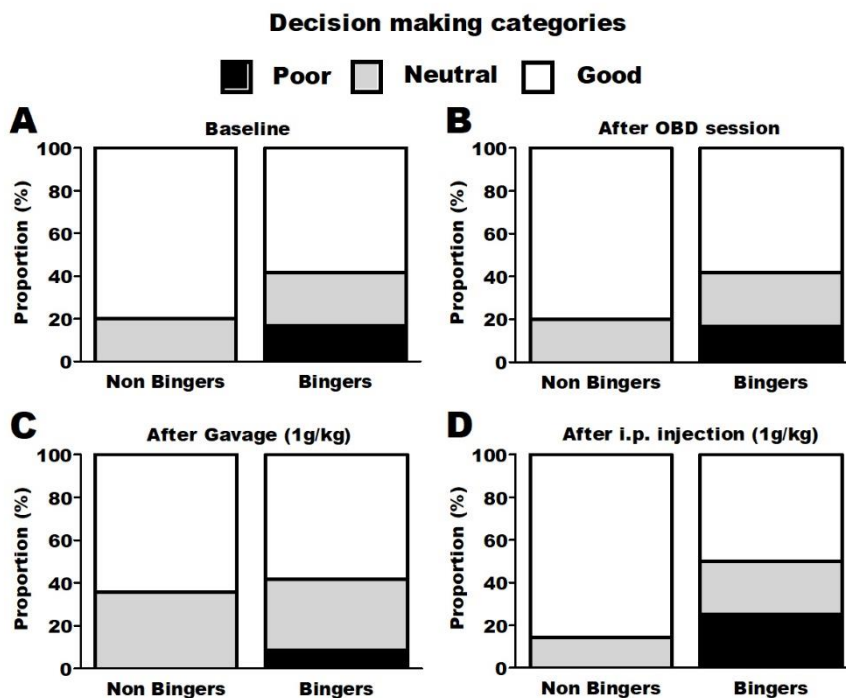 Decision making categories
Poor Neutral Good
A
Baseline
Proportion (%)
100
80
60
40
20
0
Non Bingers Bingers
B
After OBD session
Proportion (%)
100
80
60
40
20
0
Non Bingers Bingers
C
After Gavage (1g/kg)
Proportion (%)
100
80
60
40
20
0
Non Bingers Bingers
D
After i.p. injection (1g/kg)
Proportion (%)
100
80
60
40
20
0
Non Bingers Bingers